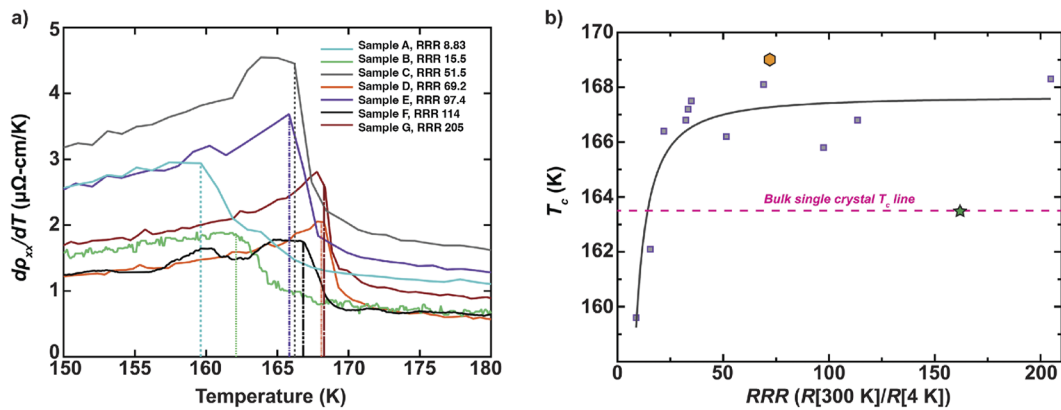 a)
5
4
3
2
1
0
dρxx/dT (μΩ-cm/K)
150 155 160 165 170 175 180
Temperature (K)
Sample A, RRR 8.83
Sample B, RRR 15.5
Sample C, RRR 51.5
Sample D, RRR 69.2
Sample E, RRR 97.4
Sample F, RRR 114
Sample G, RRR 205
b)
170
168
166
164
162
160
Tc (K)
Bulk single crystal Tc line
0 50 100 150 200
RRR (R[300 K]/R[4 K])